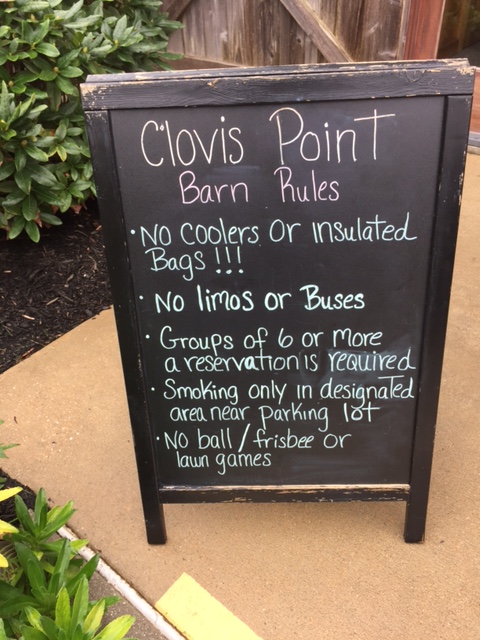 Clovis Point
Barn Rules
• No coolers or insulated
Bags !!!
• No limos or Buses
• Groups of 6 or more
a reservation is required
• Smoking only in designated
area near parking lot
• No ball / frisbee or
lawn games